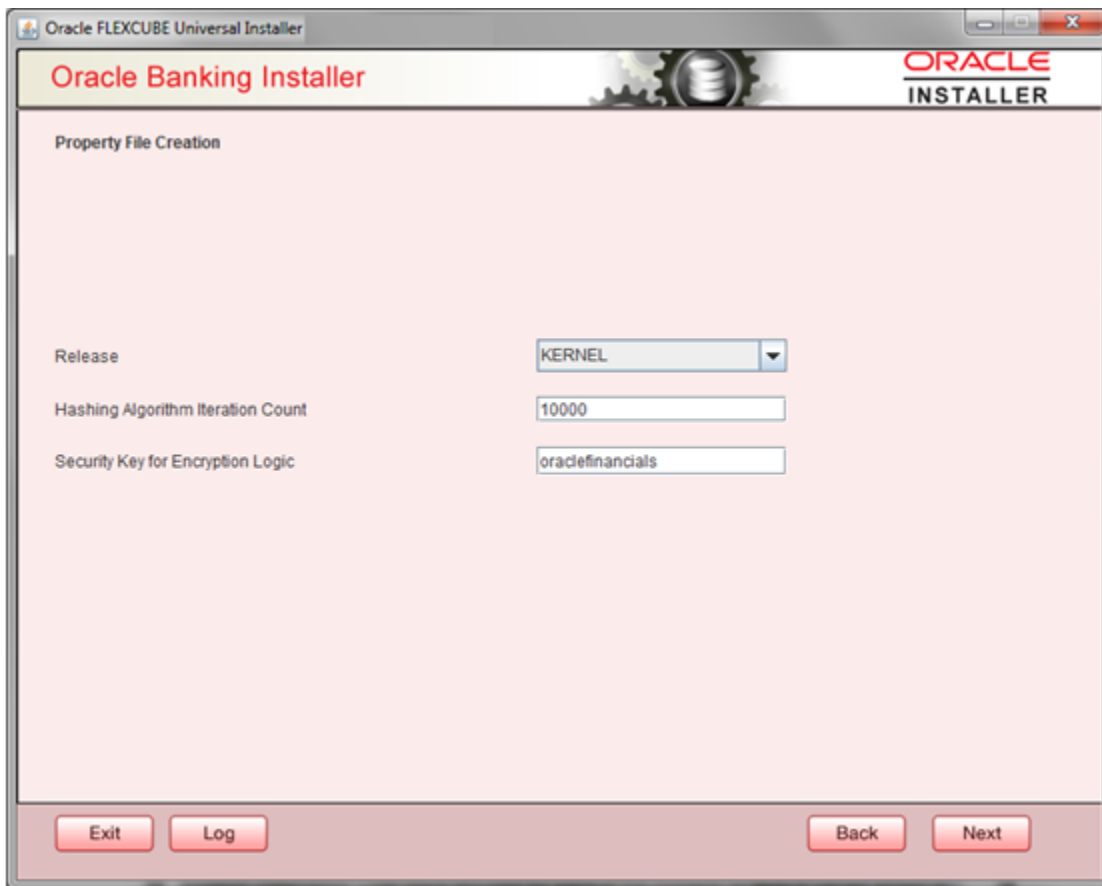 Oracle FLEXCUBE Universal Installer
Oracle Banking Installer
ORACLE
INSTALLER
Property File Creation
Release KERNEL
Hashing Algorithm Iteration Count 10000
Security Key for Encryption Logic oraclefinancials
Exit Log Back Next